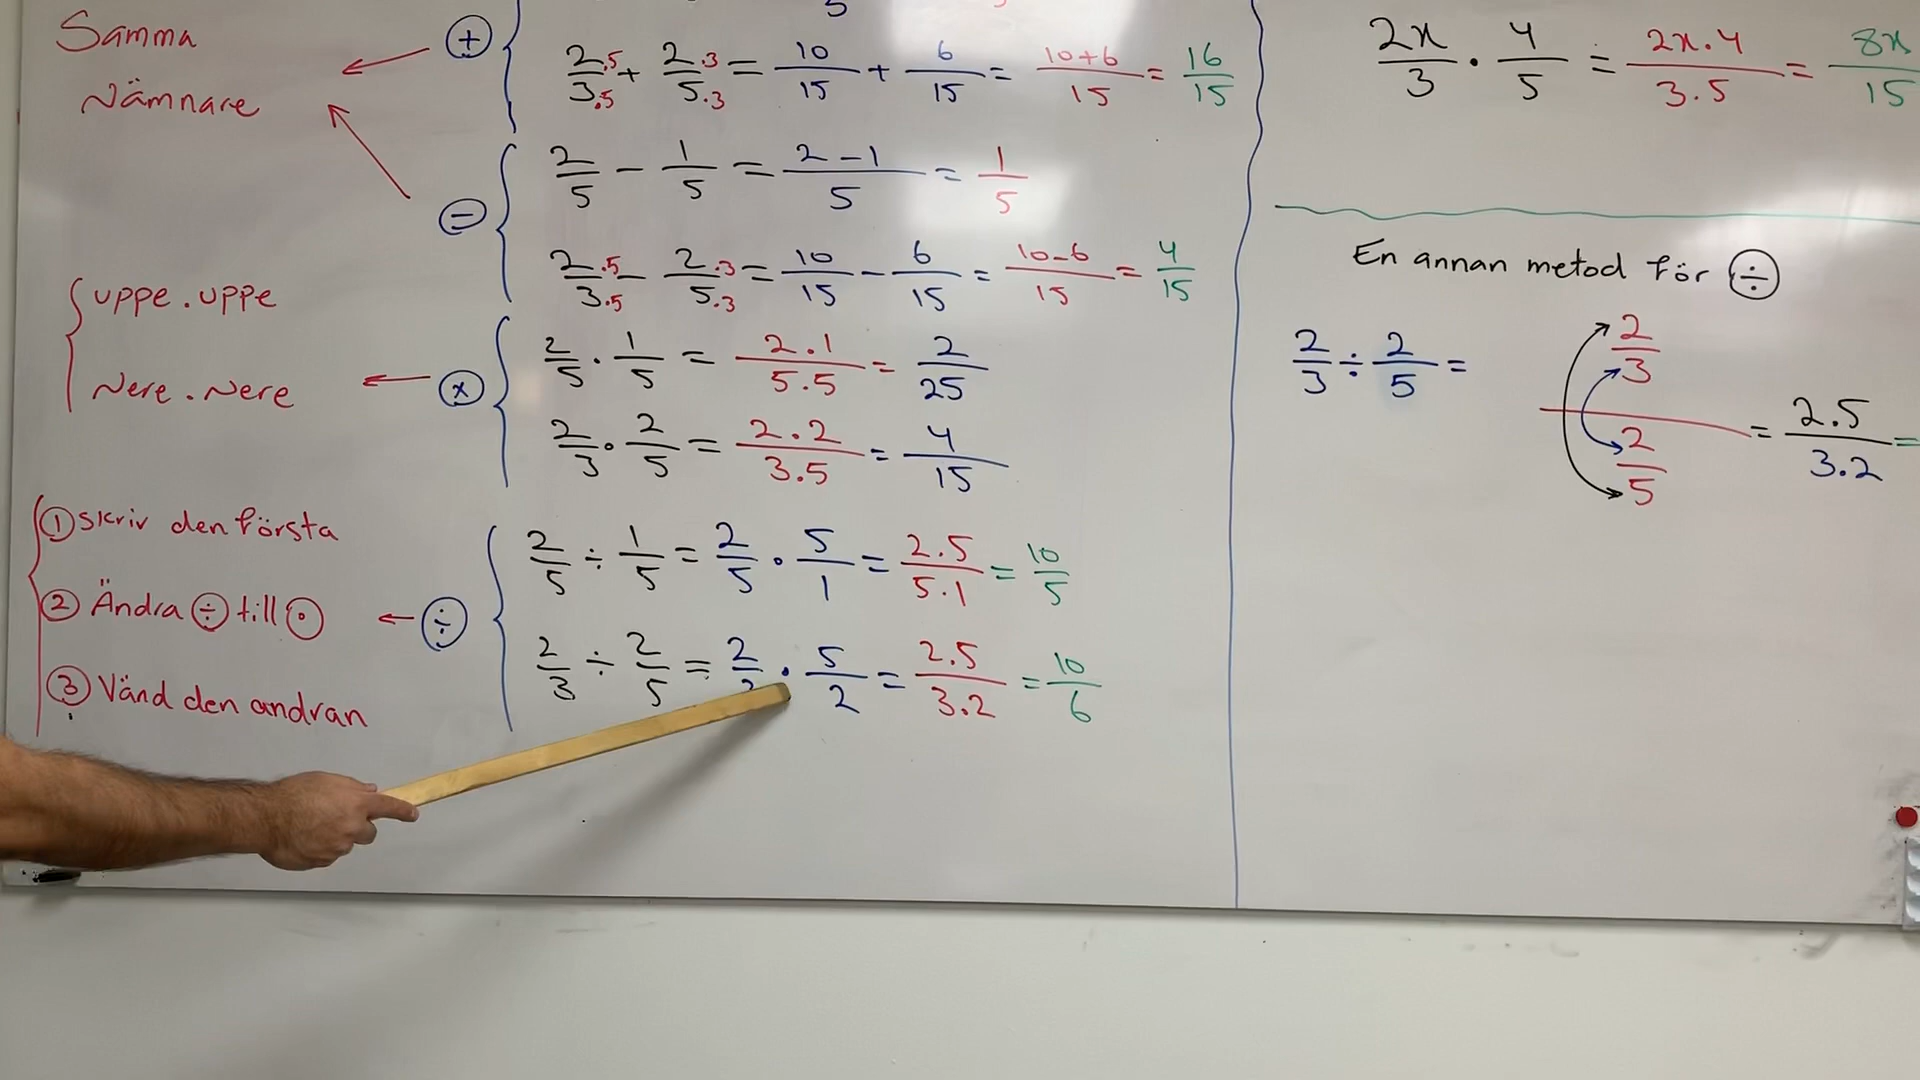 Samma
Nämnare
+
2·5/3·5 + 2·3/5·3 = 10/15 + 6/15 = 10+6/15 = 16/15
−
2/5 − 1/5 = 2−1/5 = 1/5
2·5/3·5 − 2·3/5·3 = 10/15 − 6/15 = 10−6/15 = 4/15
uppe . uppe
Nere . Nere
×
2/5 · 1/5 = 2·1/5·5 = 2/25
2/3 · 2/5 = 2·2/3·5 = 4/15
① skriv den första
② Ändra ÷ till ·
③ Vänd den andran
÷
2/5 ÷ 1/5 = 2/5 · 5/1 = 2·5/5·1 = 10/5
2/3 ÷ 2/5 = 2/3 · 5/2 = 2·5/3·2 = 10/6
2x/3 · 4/5 = 2x·4/3·5 = 8x/15
En annan metod för ÷
2/3 ÷ 2/5 = 2/3 / 2/5 = 2·5/3·2 =